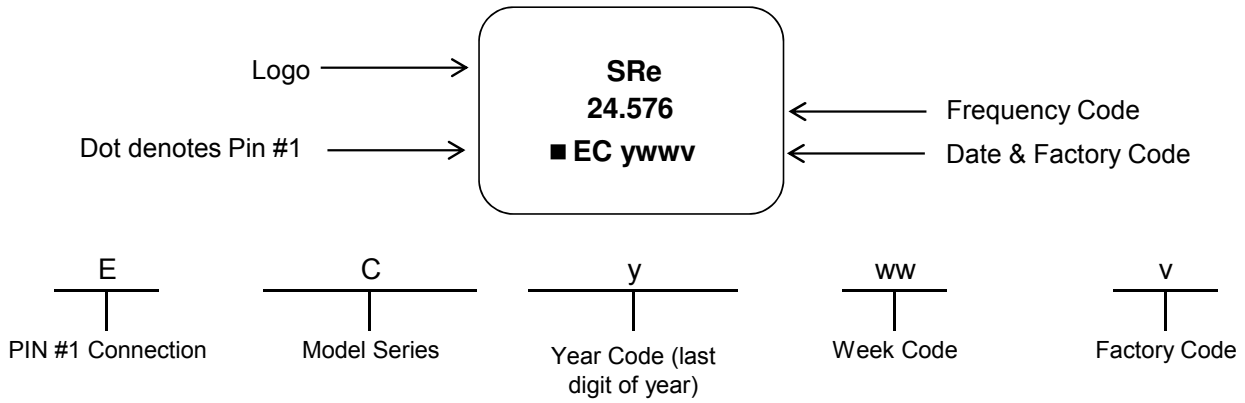 Logo
SRe
24.576
Frequency Code
Dot denotes Pin #1
■ EC ywwv
Date & Factory Code
E
C
y
ww
v
PIN #1 Connection
Model Series
Year Code (last
digit of year)
Week Code
Factory Code